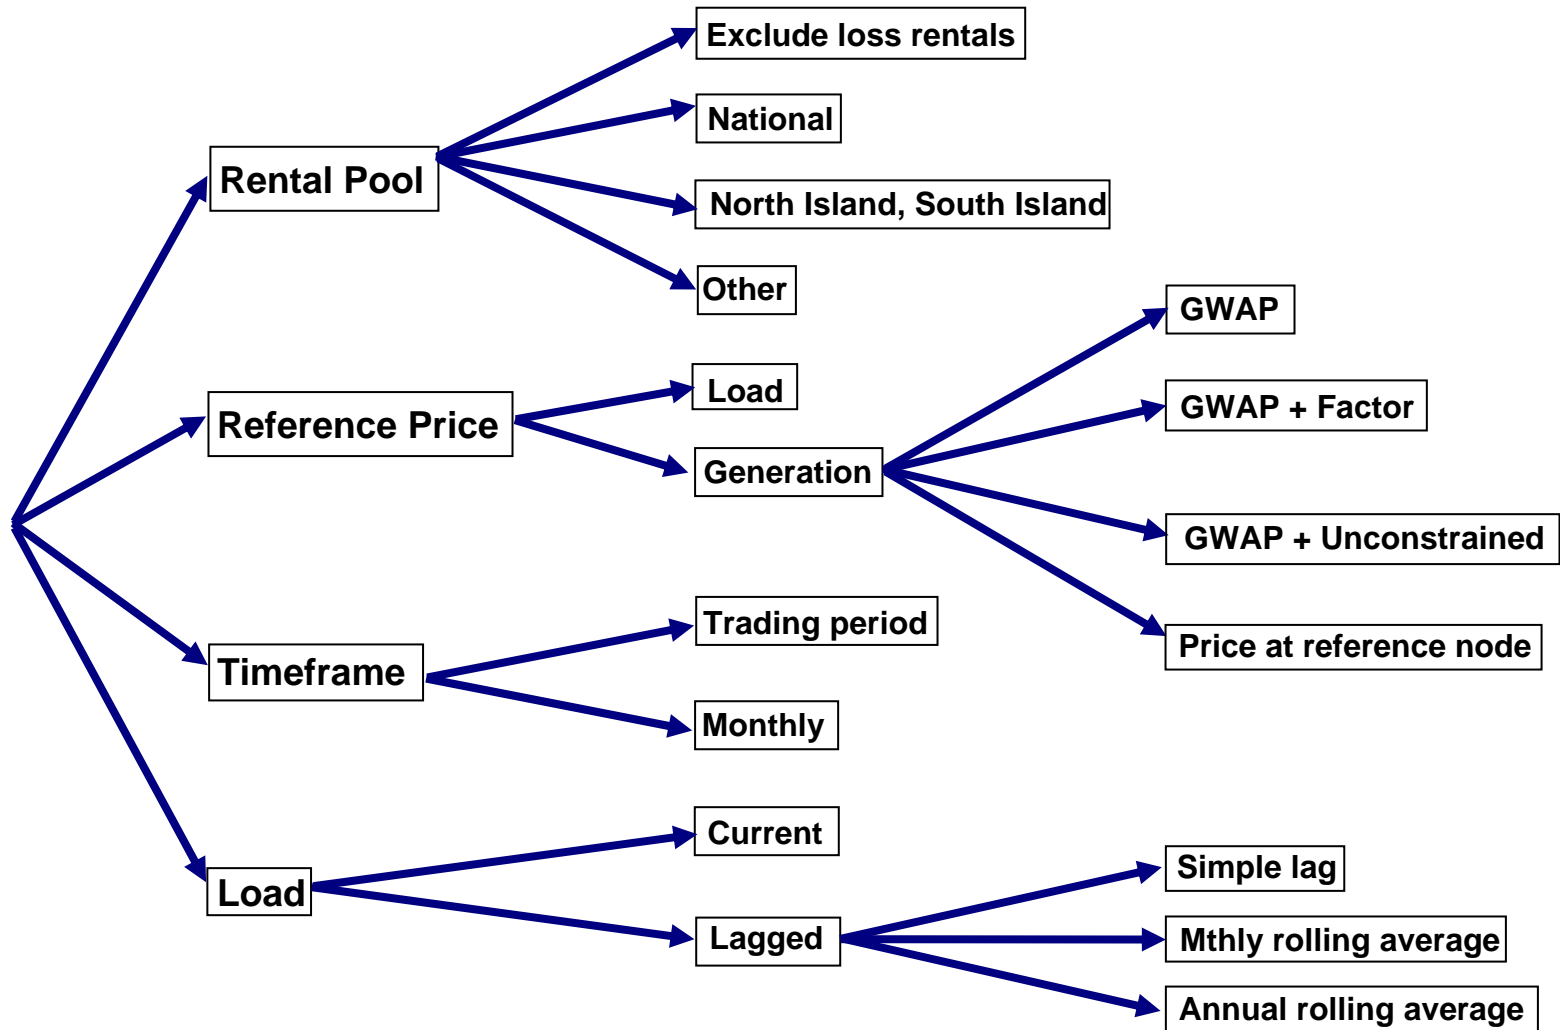 Exclude loss rentals
National
Rental Pool
North Island, South Island
Other
GWAP
Load
GWAP + Factor
Reference Price
Generation
GWAP + Unconstrained
Trading period
Price at reference node
Timeframe
Monthly
Current
Simple lag
Load
Lagged
Mthly rolling average
Annual rolling average